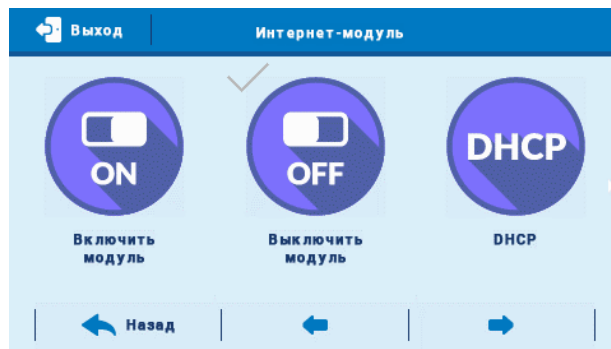 Выход
Интернет-модуль
ON
OFF
DHCP
Включить
модуль
Выключить
модуль
DHCP
Назад